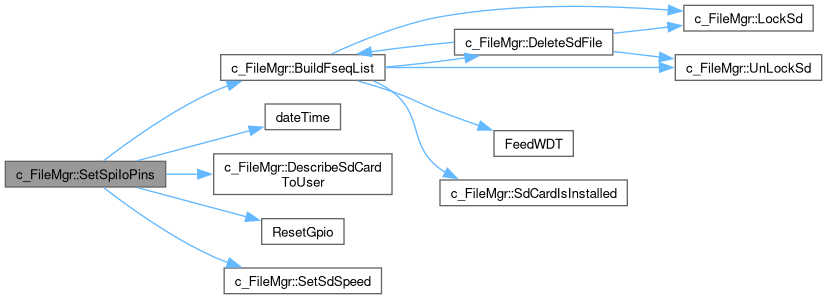 c_FileMgr::SetSpiIoPins
c_FileMgr::BuildFseqList
dateTime
c_FileMgr::DescribeSdCard
ToUser
ResetGpio
c_FileMgr::SetSdSpeed
c_FileMgr::DeleteSdFile
FeedWDT
c_FileMgr::SdCardIsInstalled
c_FileMgr::LockSd
c_FileMgr::UnLockSd